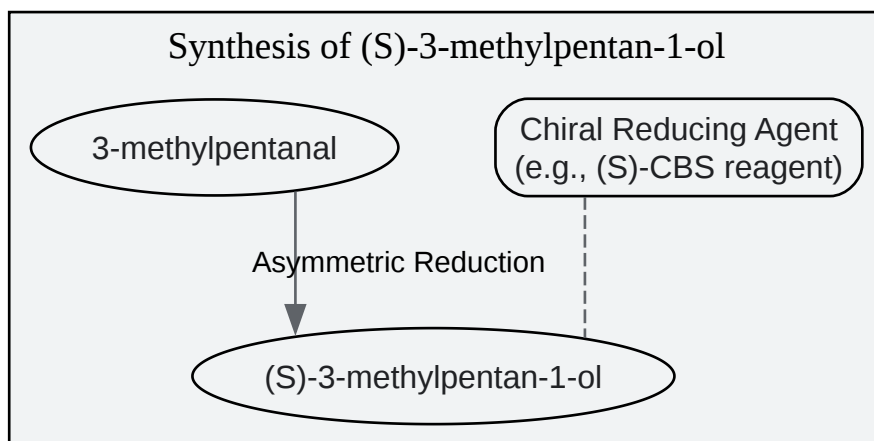 Synthesis of (S)-3-methylpentan-1-ol
3-methylpentanal
Chiral Reducing Agent
(e.g., (S)-CBS reagent)
Asymmetric Reduction
(S)-3-methylpentan-1-ol